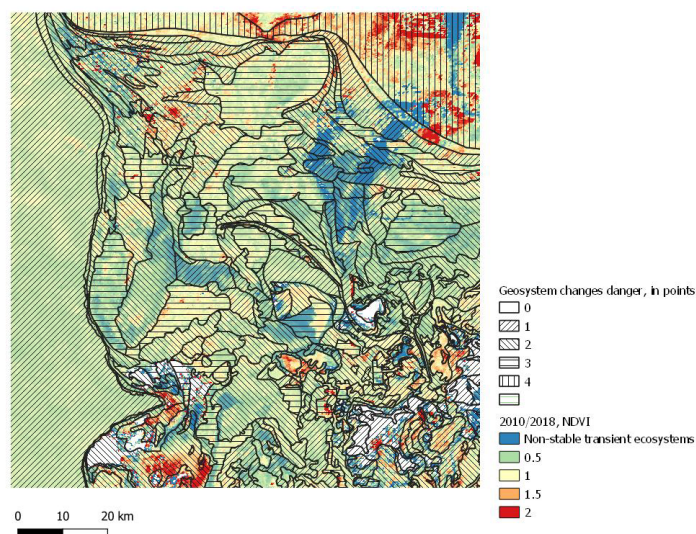 Geosystem changes danger, in points
0
1
2
3
4
2010/2018, NDVI
Non-stable transient ecosystems
0.5
1
1.5
2
0 10 20 km